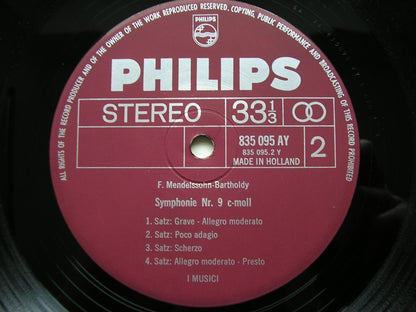 ALL RIGHTS OF THE RECORD PRODUCER AND OF THE OWNER OF THE WORK REPRODUCED RESERVED. COPYING, PUBLIC PERFORMANCE AND BROADCASTING OF THIS RECORD PROHIBITED
PHILIPS
PHILIPS
STEREO 33 1/3
835 095 AY
835 095.2 Y
MADE IN HOLLAND
2
F. Mendelssohn-Bartholdy
Symphonie Nr. 9 c-moll
1. Satz: Grave - Allegro moderato
2. Satz: Poco adagio
3. Satz: Scherzo
4. Satz: Allegro moderato - Presto
I MUSICI